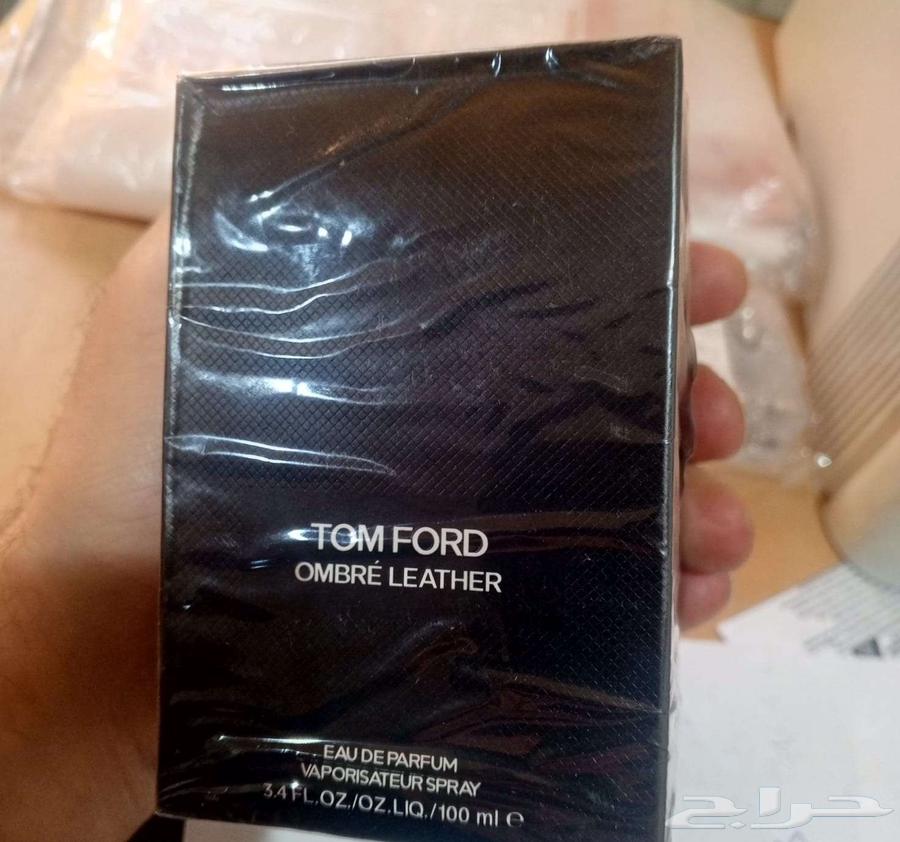 TOM FORD
OMBRÉ LEATHER
EAU DE PARFUM
VAPORISATEUR SPRAY
3.4 FL.OZ./OZ.LIQ./100 ml ℮
حراج